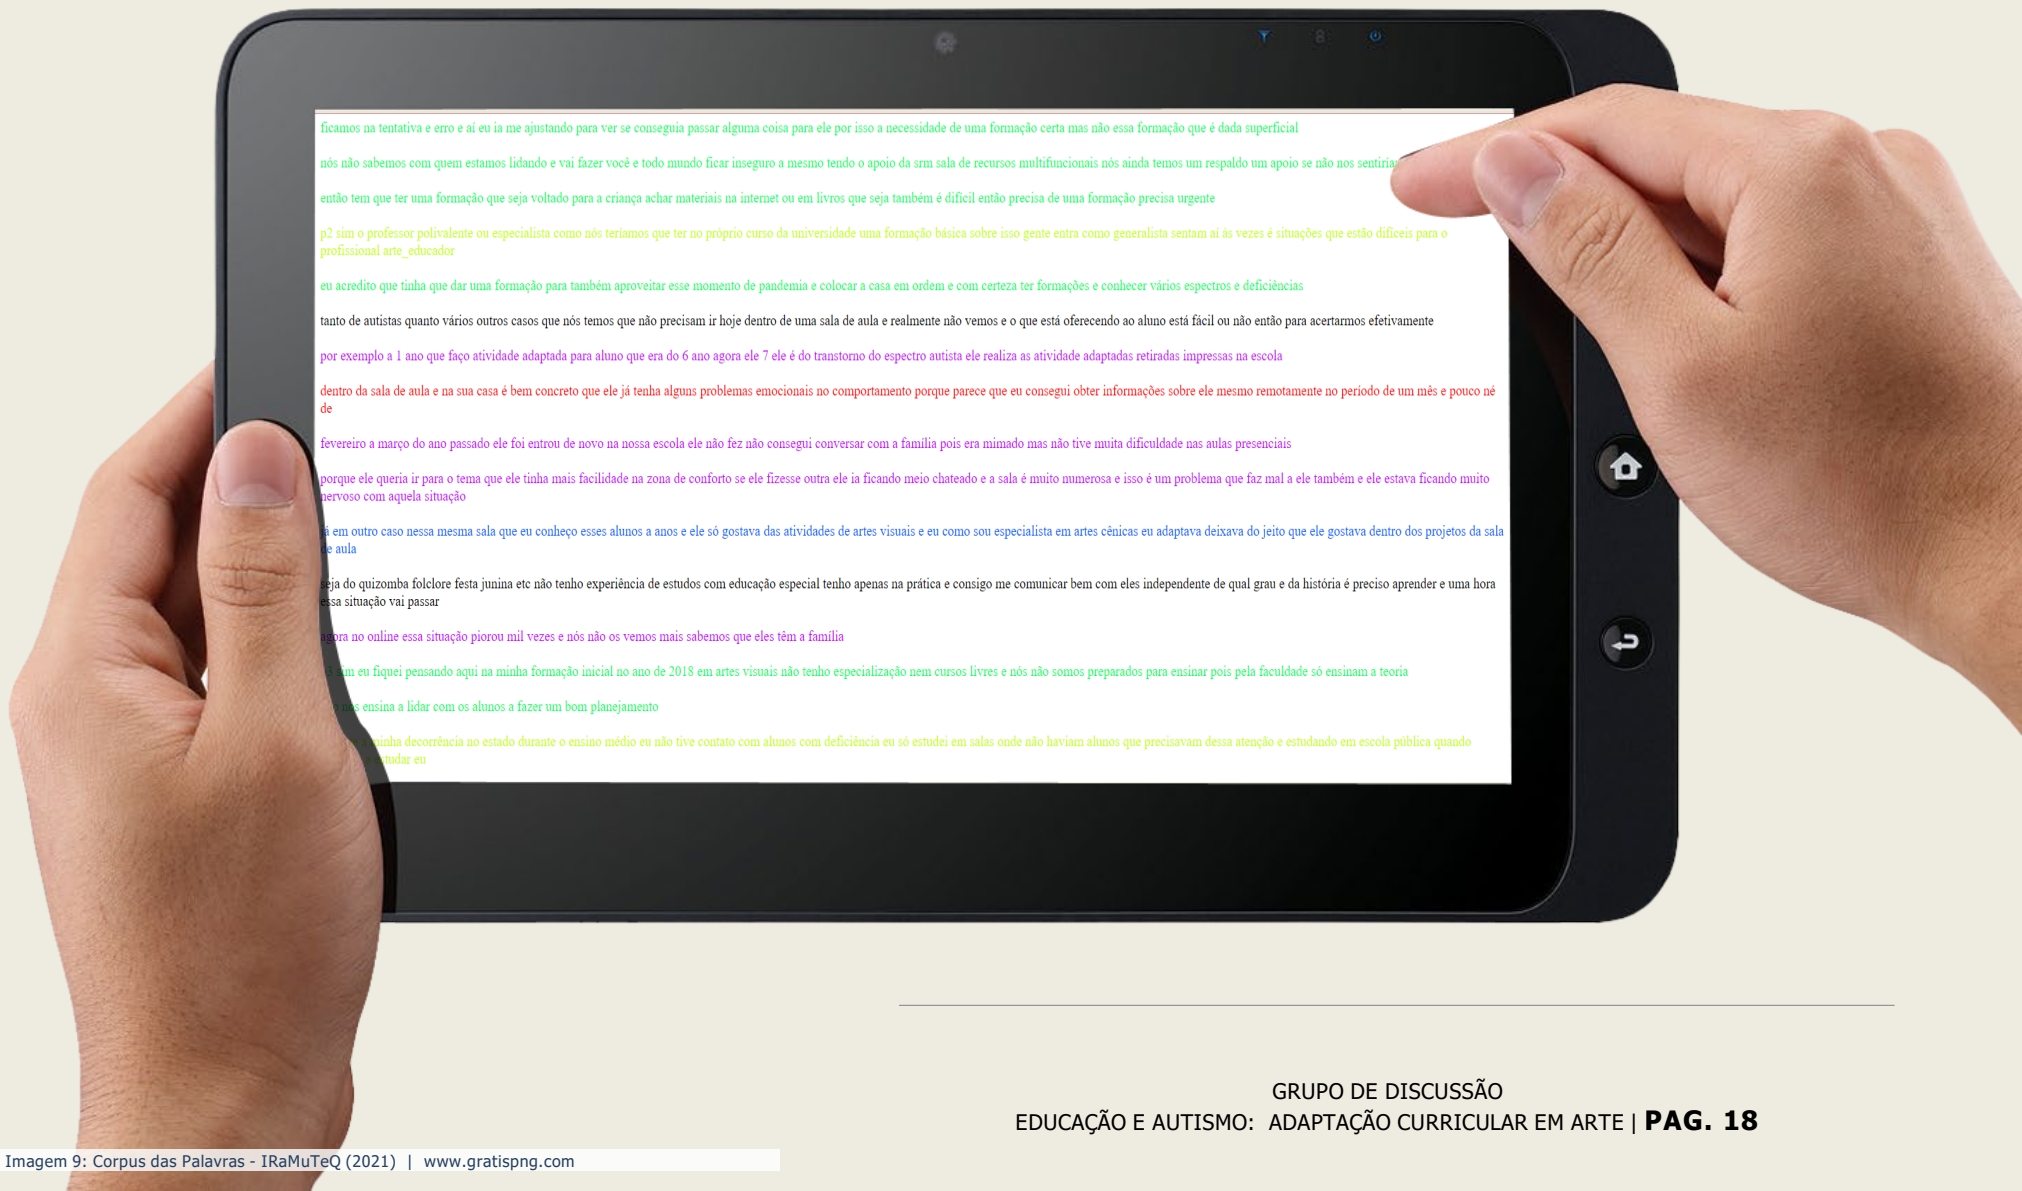 ficamos na tentativa e erro e aí eu ia me ajustando para ver se conseguia passar alguma coisa para ele por isso a necessidade de uma formação certa mas não essa formação que é dada superficial
nós não sabemos com quem estamos lidando e vai fazer você e todo mundo ficar inseguro a mesmo tendo o apoio da srm sala de recursos multifuncionais nós ainda temos um respaldo um apoio se não nos
então tem que ter uma formação que seja voltado para a criança achar materiais na internet ou em livros que seja também é difícil então precisa de uma formação precisa urgente
p2 sim o professor polivalente ou especialista como nós teríamos que ter no próprio curso da universidade uma formação básica sobre isso gente entra como generalista sentam aí às vezes é situações que estão difíceis para o
profissional arte_educador
eu acredito que tinha que dar uma formação para também aproveitar esse momento de pandemia e colocar a casa em ordem e com certeza ter formações e conhecer vários espectros e deficiências
tanto de autistas quanto vários outros casos que nós temos que não precisam ir hoje dentro de uma sala de aula e realmente não vemos e o que está oferecendo ao aluno está fácil ou não então para acertarmos efetivamente
por exemplo a 1 ano que faço atividade adaptada para aluno que era do 6 ano agora ele 7 ele é do transtorno do espectro autista ele realiza as atividade adaptadas retiradas impressas na escola
dentro da sala de aula e na sua casa é bem concreto que ele já tenha alguns problemas emocionais no comportamento porque parece que eu consegui obter informações sobre ele mesmo remotamente no período de um mês e pouco né
de
fevereiro a março do ano passado ele foi entrou de novo na nossa escola ele não fez não consegui conversar com a família pois era mimado mas não tive muita dificuldade nas aulas presenciais
porque ele queria ir para o tema que ele tinha mais facilidade na zona de conforto se ele fizesse outra ele ia ficando meio chateado e a sala é muito numerosa e isso é um problema que faz mal a ele também e ele estava ficando muito
nervoso com aquela situação
já em outro caso nessa mesma sala que eu conheço esses alunos a anos e ele só gostava das atividades de artes visuais e eu como sou especialista em artes cênicas eu adaptava deixava do jeito que ele gostava dentro dos projetos da sala
de aula
seja do quizomba folclore festa junina etc não tenho experiência de estudos com educação especial tenho apenas na prática e consigo me comunicar bem com eles independente de qual grau e da história é preciso aprender e uma hora
essa situação vai passar
agora no online essa situação piorou mil vezes e nós não os vemos mais sabemos que eles têm a família
sim eu fiquei pensando aqui na minha formação inicial no ano de 2018 em artes visuais não tenho especialização nem cursos livres e nós não somos preparados para ensinar pois pela faculdade só ensinam a teoria
nos ensina a lidar com os alunos a fazer um bom planejamento
minha decorrência no estado durante o ensino médio eu não tive contato com alunos com deficiência eu só estudei em salas onde não haviam alunos que precisavam dessa atenção e estudando em escola pública quando
estudar eu
GRUPO DE DISCUSSÃO
EDUCAÇÃO E AUTISMO: ADAPTAÇÃO CURRICULAR EM ARTE | PAG. 18
Imagem 9: Corpus das Palavras - IRaMuTeQ (2021) | www.gratispng.com